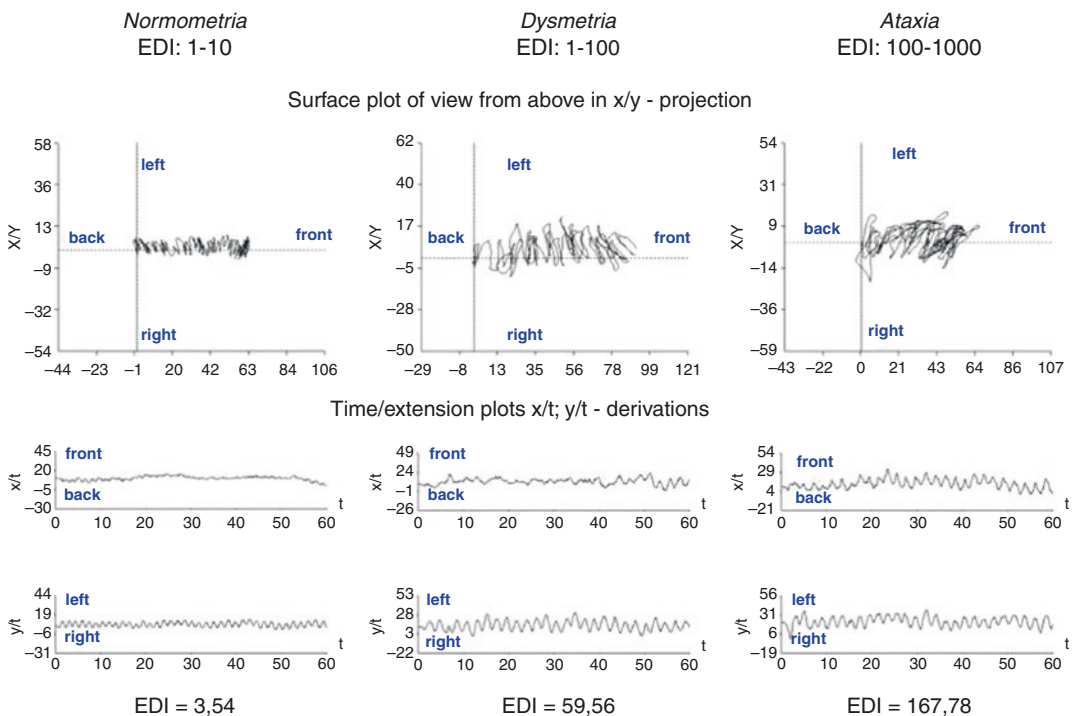 Normometria Dysmetria Ataxia
EDI: 1-10 EDI: 1-100 EDI: 100-1000
Surface plot of view from above in x/y - projection
58 62 54
left left left
36 40 31
X/Y 13 X/Y 17 X/Y 9
back front back front back front
–9 –5 –14
–32 –28 –36
right right right
–54 –50 –59
–44 –23 –1 20 42 63 84 106 –29 –8 13 35 56 78 99 121 –43 –22 0 21 43 64 86 107
Time/extension plots x/t; y/t - derivations
45 front 49 front 54 front
x/t 20 x/t 24 x/t 29
–5 back –1 back 4 back
–30 –26 –21
0 10 20 30 40 50 60 t 0 10 20 30 40 50 60 t 0 10 20 30 40 50 60 t
44 left 53 left 56 left
y/t 19 y/t 28 y/t 31
–6 right 3 right 6 right
–31 –22 –19
0 10 20 30 40 50 60 t 0 10 20 30 40 50 60 t 0 10 20 30 40 50 60 t
EDI = 3,54 EDI = 59,56 EDI = 167,78